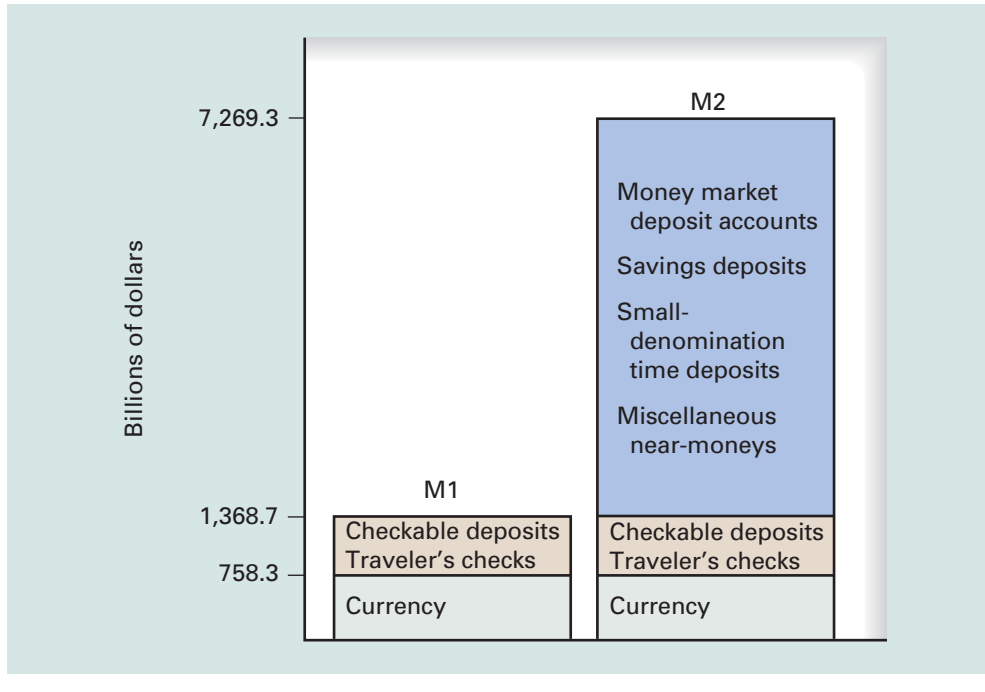 Billions of dollars
7,269.3
1,368.7
758.3
M1
Checkable deposits
Traveler's checks
Currency
M2
Money market
deposit accounts
Savings deposits
Small-
denomination
time deposits
Miscellaneous
near-moneys
Checkable deposits
Traveler's checks
Currency